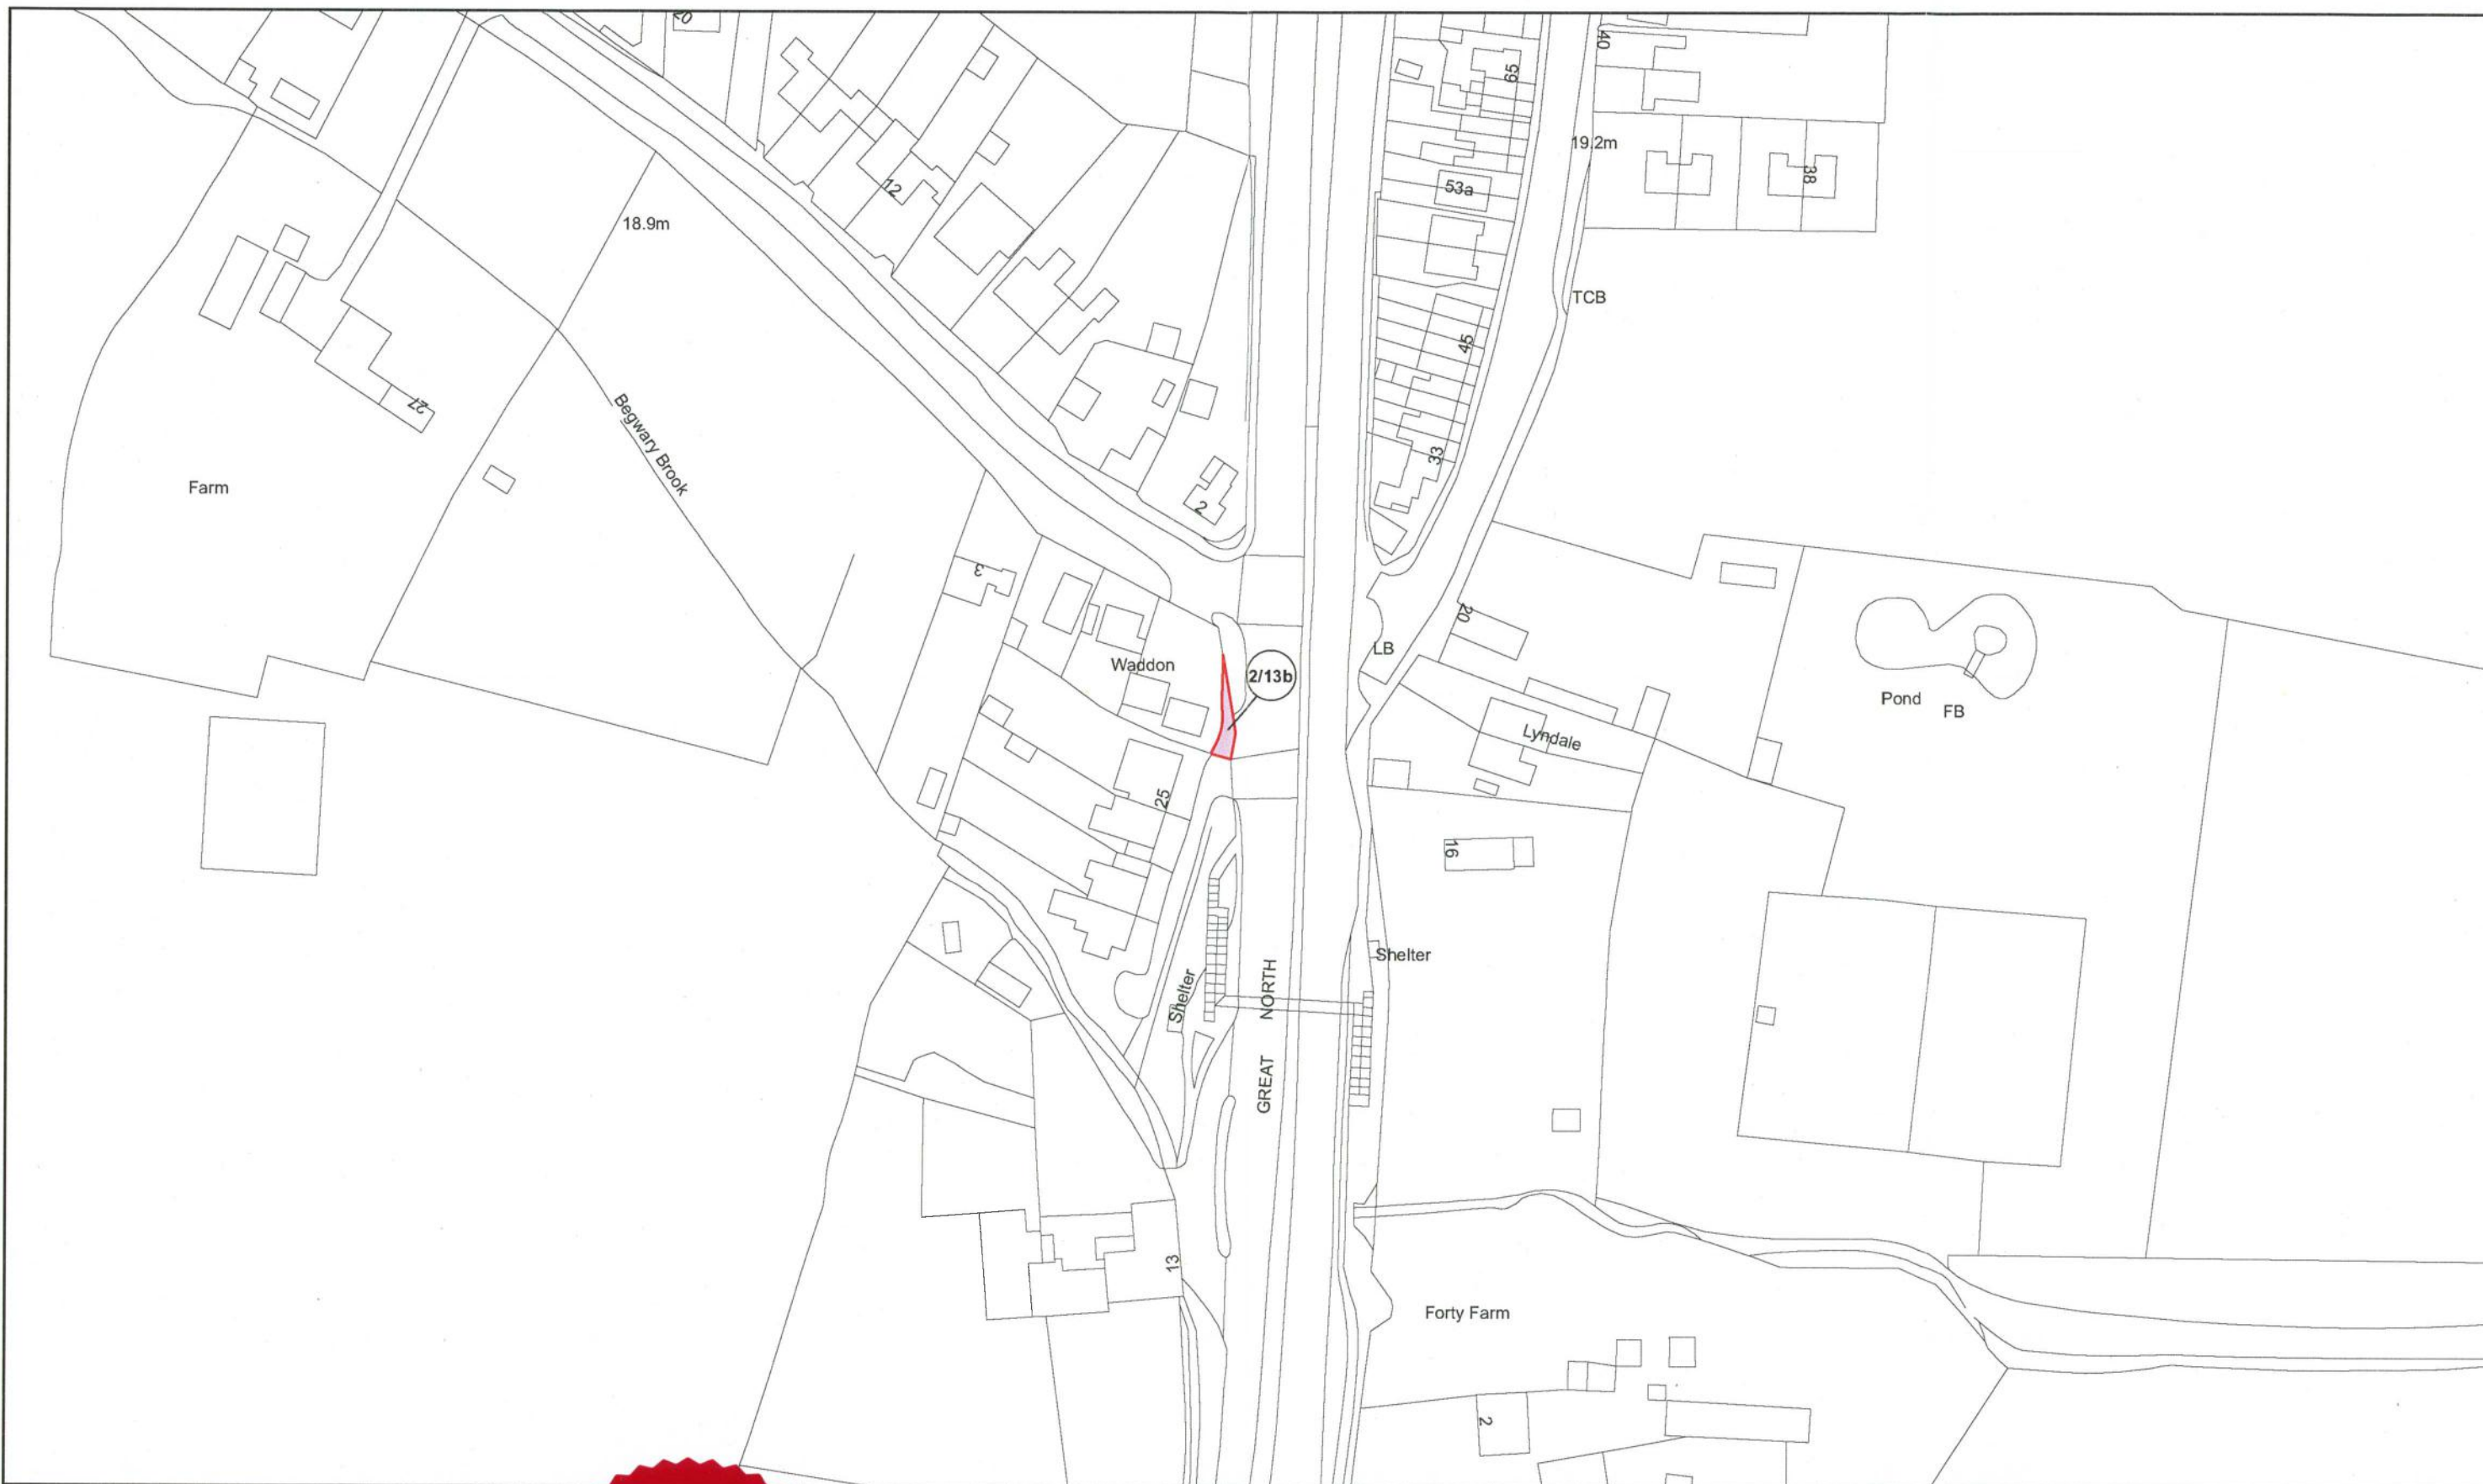 20
40
65
19.2m
12
53a
38
18.9m
TCB
45
27
Begwary Brook
33
Farm
2
3
20
LB
Waddon
2/13b
Pond
FB
Lyndale
25
16
Shelter
Shelter
GREAT NORTH
13
Forty Farm
2